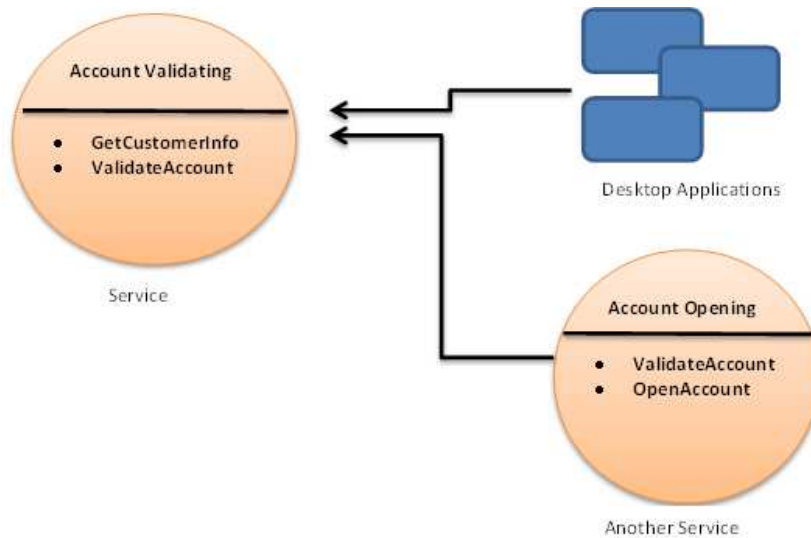 Account Validating
• GetCustomerInfo
• ValidateAccount
Service
Desktop Applications
Account Opening
• ValidateAccount
• OpenAccount
Another Service